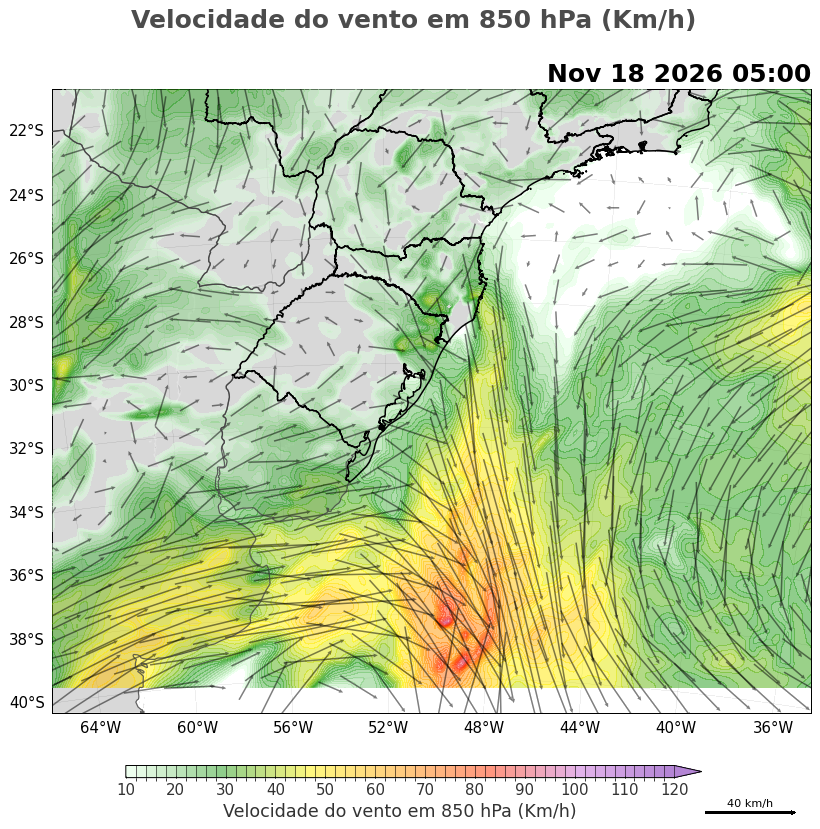 Velocidade do vento em 850 hPa (Km/h)
Nov 18 2026 05:00
22°S
24°S
26°S
28°S
30°S
32°S
34°S
36°S
38°S
40°S
64°W 60°W 56°W 52°W 48°W 44°W 40°W 36°W
10 20 30 40 50 60 70 80 90 100 110 120
Velocidade do vento em 850 hPa (Km/h)
40 km/h